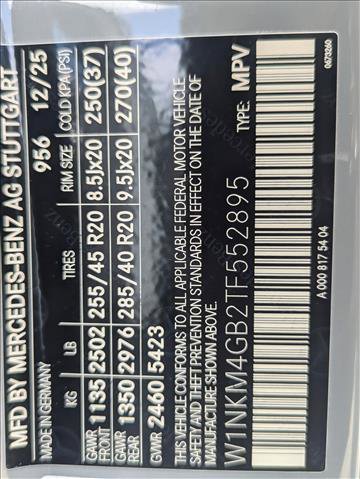 MFD BY MERCEDES-BENZ AG STUTTGART
MADE IN GERMANY 956 12/25
KG LB TIRES RIM SIZE COLD KPA (PSI)
GAWR FRONT 1135 2502 255/45 R20 8.5Jx20 250(37)
GAWR REAR 1350 2976 285/40 R20 9.5Jx20 270(40)
GVWR 2460 5423
THIS VEHICLE CONFORMS TO ALL APPLICABLE FEDERAL MOTOR VEHICLE
SAFETY AND THEFT PREVENTION STANDARDS IN EFFECT ON THE DATE OF
MANUFACTURE SHOWN ABOVE.
W1NKM4GB2TF552895 TYPE: MPV
A 000 817 54 04
0673260